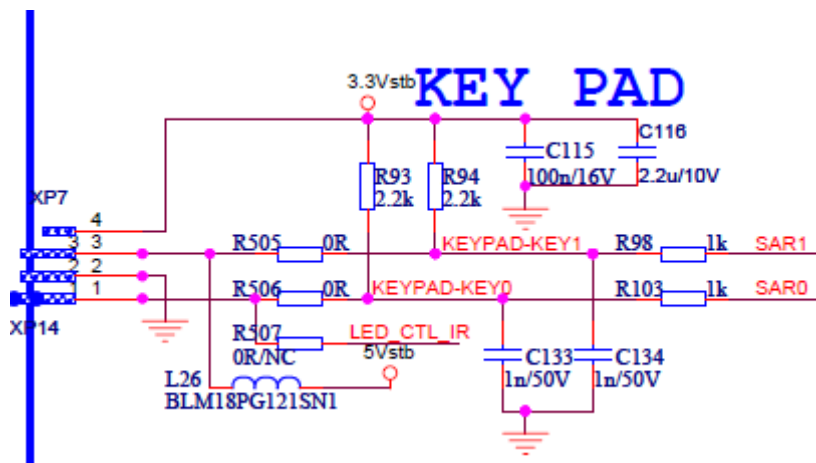 KEY PAD
3.3Vstb
C116
C115
100n/16V
2.2u/10V
R93
2.2k
R94
2.2k
XP7
4
3 3
R505 0R
KEYPAD-KEY1
R98 1k
SAR1
2 2
1 1
R506 0R
KEYPAD-KEY0
R103 1k
SAR0
XP14
R507
0R/NC
LED_CTL_IR
5Vstb
L26
BLM18PG121SN1
C133
1n/50V
C134
1n/50V